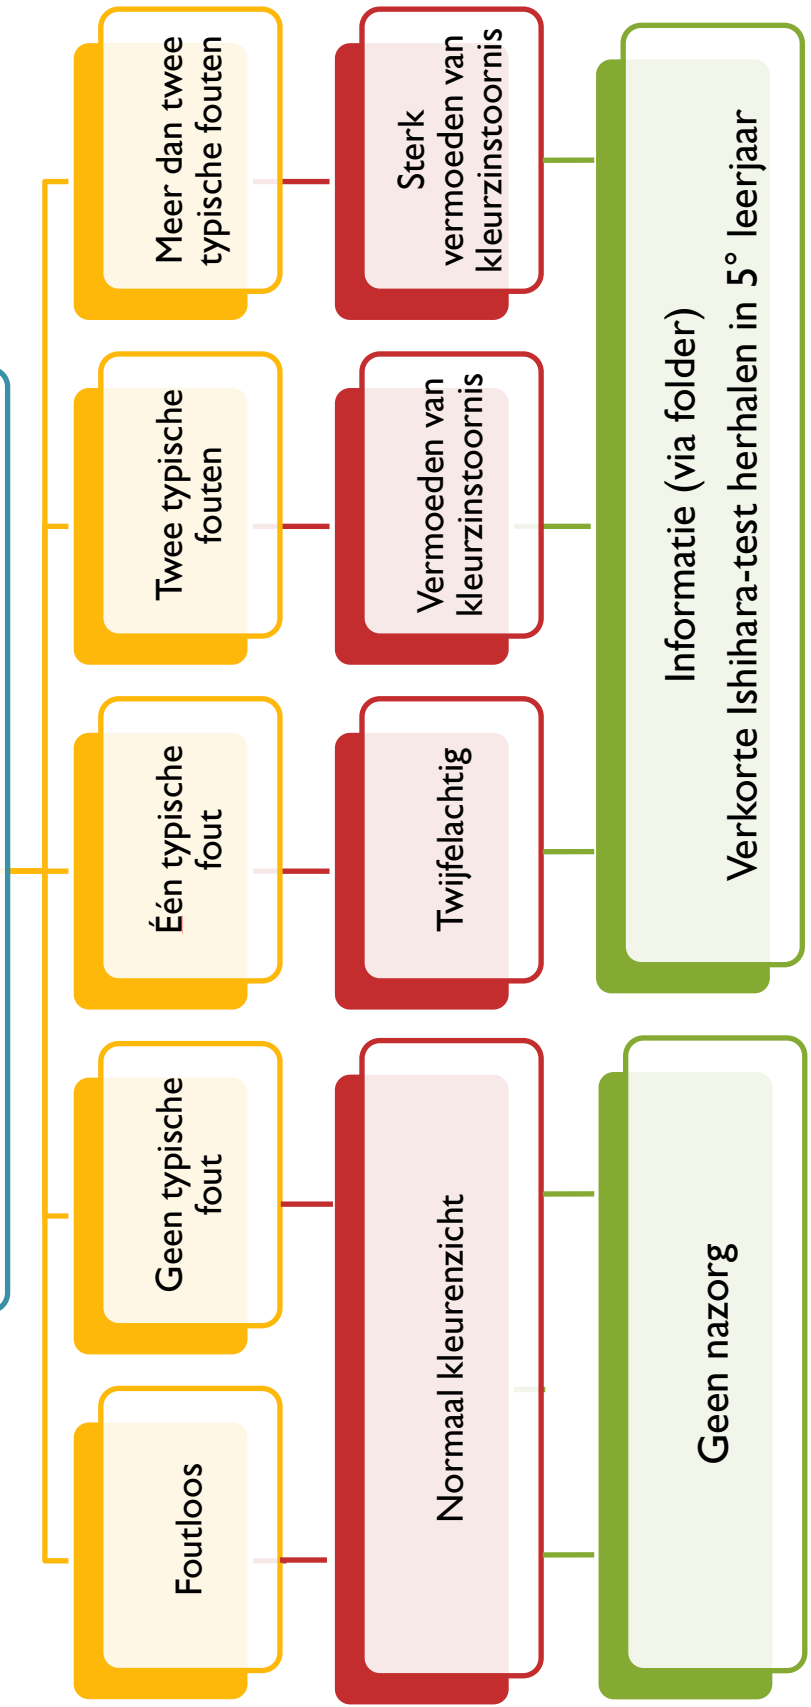 Foutloos
Geen typische
fout
Één typische
fout
Twee typische
fouten
Meer dan twee
typische fouten
Normaal kleurenzicht
Twijfelachtig
Vermoeden van
kleurzinstoornis
Sterk
vermoeden van
kleurzinstoornis
Geen nazorg
Informatie (via folder)
Verkorte Ishihara-test herhalen in 5° leerjaar